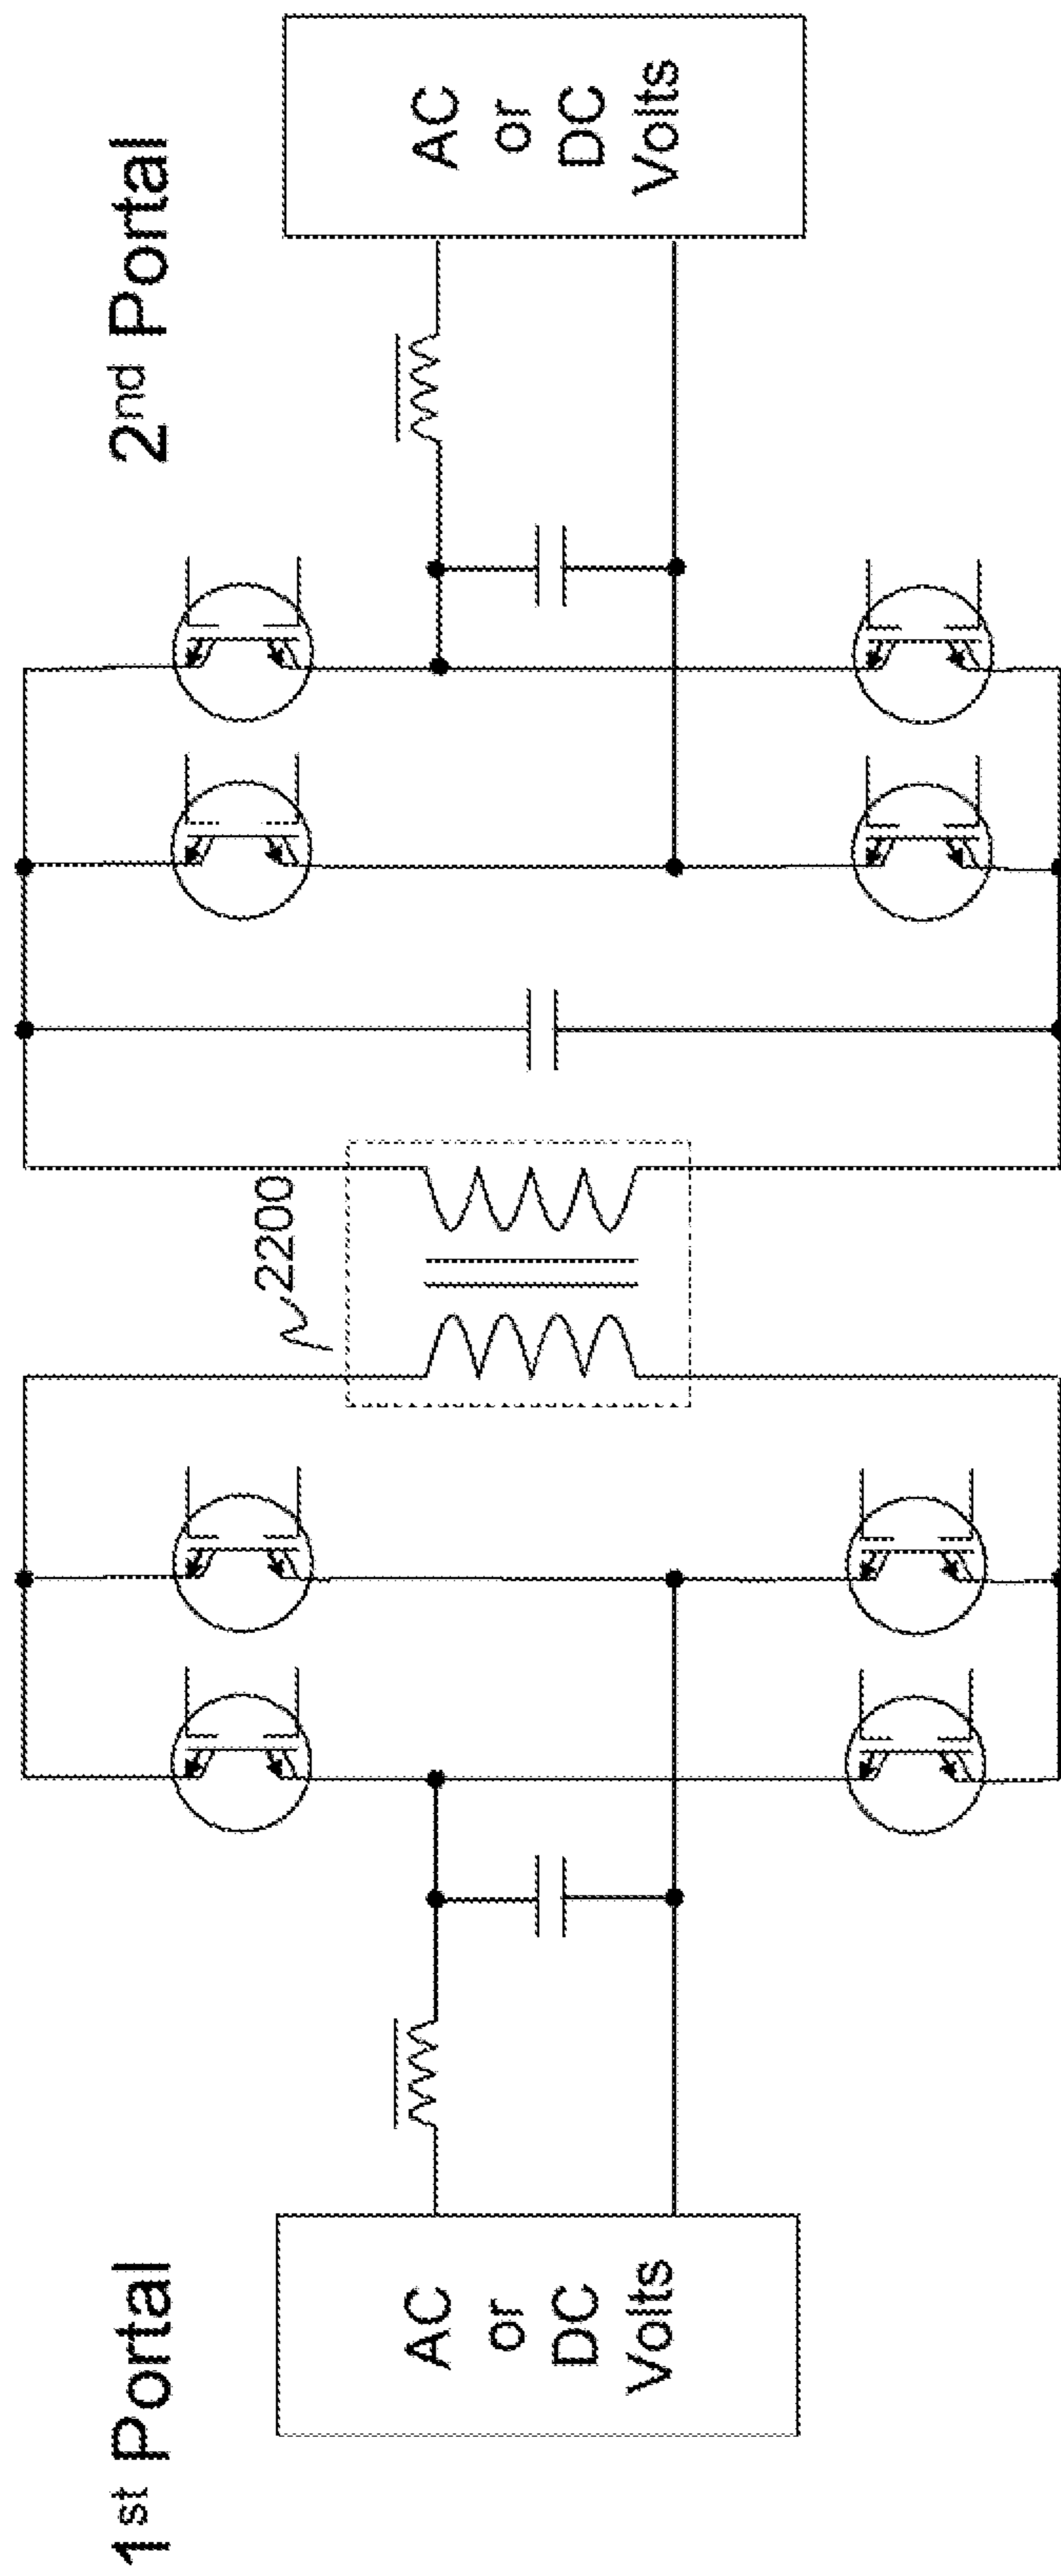 1st Portal
AC
or
DC
Volts
2200
2nd Portal
AC
or
DC
Volts